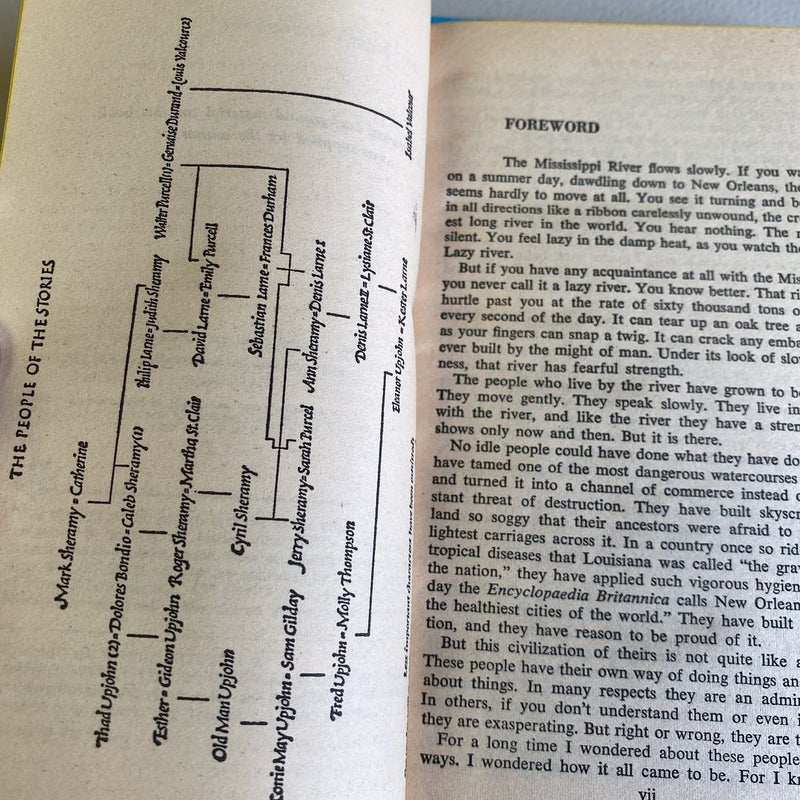 THE PEOPLE OF THE STORIES
Mark Sheramy = Catherine
Thad Upjohn (2) = Dolores Bondio = Caleb Sheramy (1)
Philip Larne = Judith Sheramy
Walter Purcell (1) = Gervaise Durand = Louis Valcour (2)
Esther = Gideon Upjohn
Roger Sheramy = Martha St. Clair
David Larne = Emily Purcell
Old Man Upjohn
Cyril Sheramy
Sebastian Larne = Frances Durham
Corrie May Upjohn = Sam Gilday
Jerry Sheramy = Sarah Purcell
Ann Sheramy = Denis Larne I
Isabel Valcour
Fred Upjohn = Molly Thompson
Denis Larne II = Lysiane St. Clair
Eleanor Upjohn = Kester Larne
FOREWORD
The Mississippi River flows slowly. If you
on a summer day, dawdling down to New Orleans,
seems hardly to move at all. You see it turning and
in all directions like a ribbon carelessly unwound, the
est long river in the world. You hear nothing. The
silent. You feel lazy in the damp heat, as you watch
Lazy river.
But if you have any acquaintance at all with the
you never call it a lazy river. You know better. That
hurtle past you at the rate of sixty thousand tons
every second of the day. It can tear up an oak tree
as your fingers can snap a twig. It can crack any
ever built by the might of man. Under its look of
ness, that river has fearful strength.
The people who live by the river have grown to
They move gently. They speak slowly. They live in
with the river, and like the river they have a
shows only now and then. But it is there.
No idle people could have done what they have
have tamed one of the most dangerous watercourses
and turned it into a channel of commerce instead
stant threat of destruction. They have built
land so soggy that their ancestors were afraid to
lightest carriages across it. In a country once so
tropical diseases that Louisiana was called "the
the nation," they have applied such vigorous
day the Encyclopaedia Britannica calls New
the healthiest cities of the world." They have built
tion, and they have reason to be proud of it.
But this civilization of theirs is not quite like
These people have their own way of doing things
about things. In many respects they are an
In others, if you don't understand them or even
they are exasperating. But right or wrong, they are
For a long time I wondered about these people
ways. I wondered how it all came to be. For I
vii